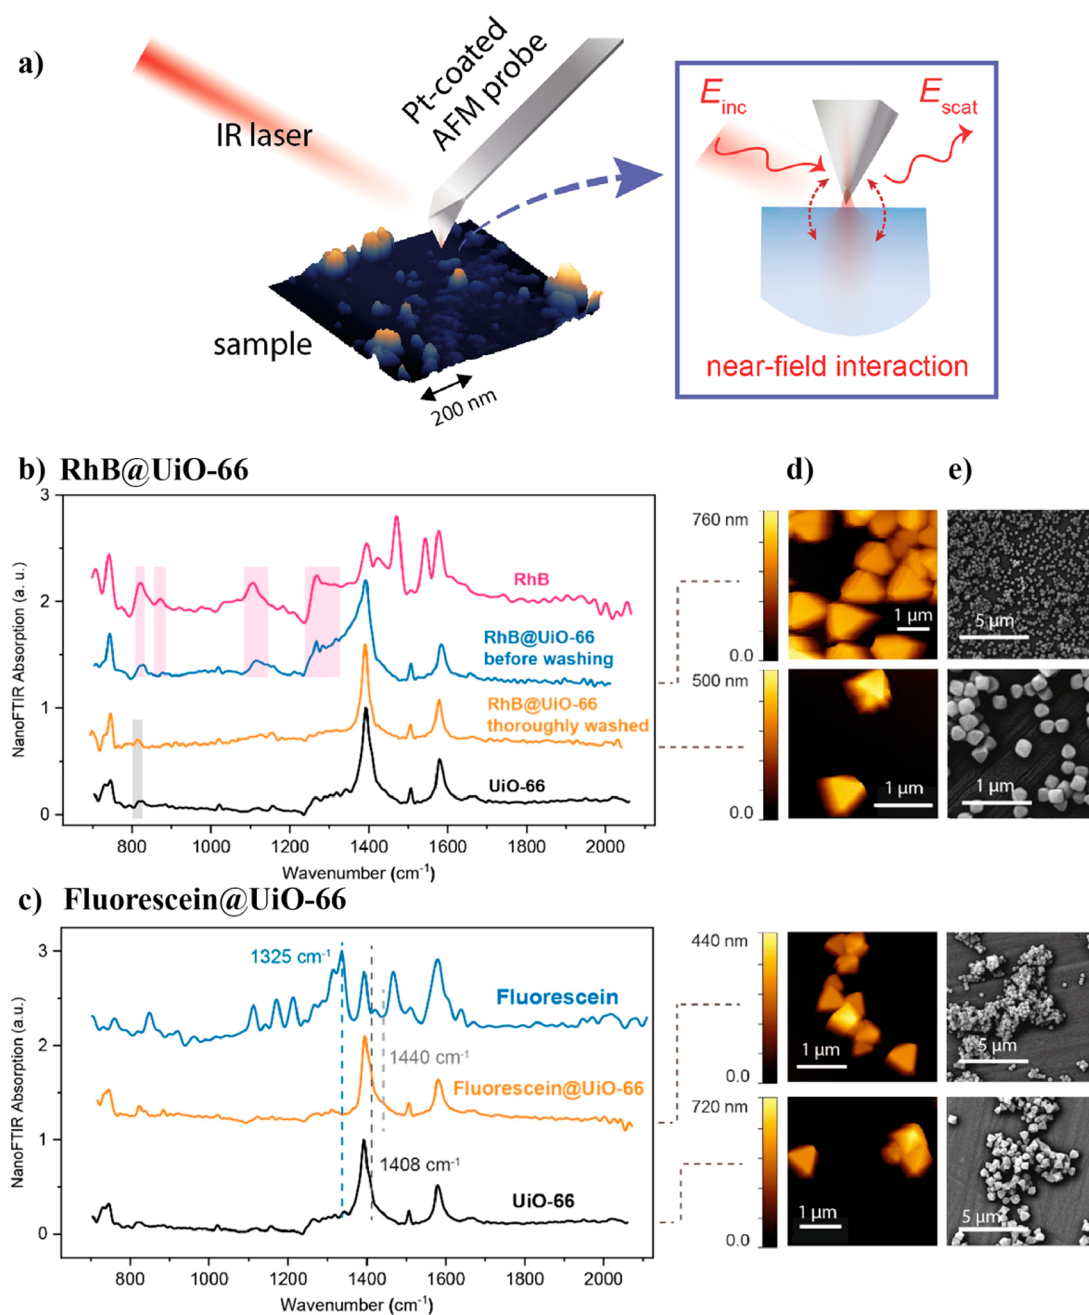 a)
IR laser
Pt-coated
AFM probe
sample
200 nm
E_inc
E_scat
near-field interaction
b) RhB@UiO-66
d)
e)
NanoFTIR Absorption (a. u.)
3
2
1
0
RhB
RhB@UiO-66
before washing
RhB@UiO-66
thoroughly washed
UiO-66
800 1000 1200 1400 1600 1800 2000
Wavenumber (cm⁻¹)
760 nm
0.0
1 μm
5 μm
500 nm
0.0
1 μm
1 μm
c) Fluorescein@UiO-66
NanoFTIR Absorption (a.u.)
3
2
1
0
1325 cm⁻¹
Fluorescein
1440 cm⁻¹
Fluorescein@UiO-66
1408 cm⁻¹
UiO-66
800 1000 1200 1400 1600 1800 2000
Wavenumber (cm⁻¹)
440 nm
0.0
1 μm
5 μm
720 nm
0.0
1 μm
5 μm